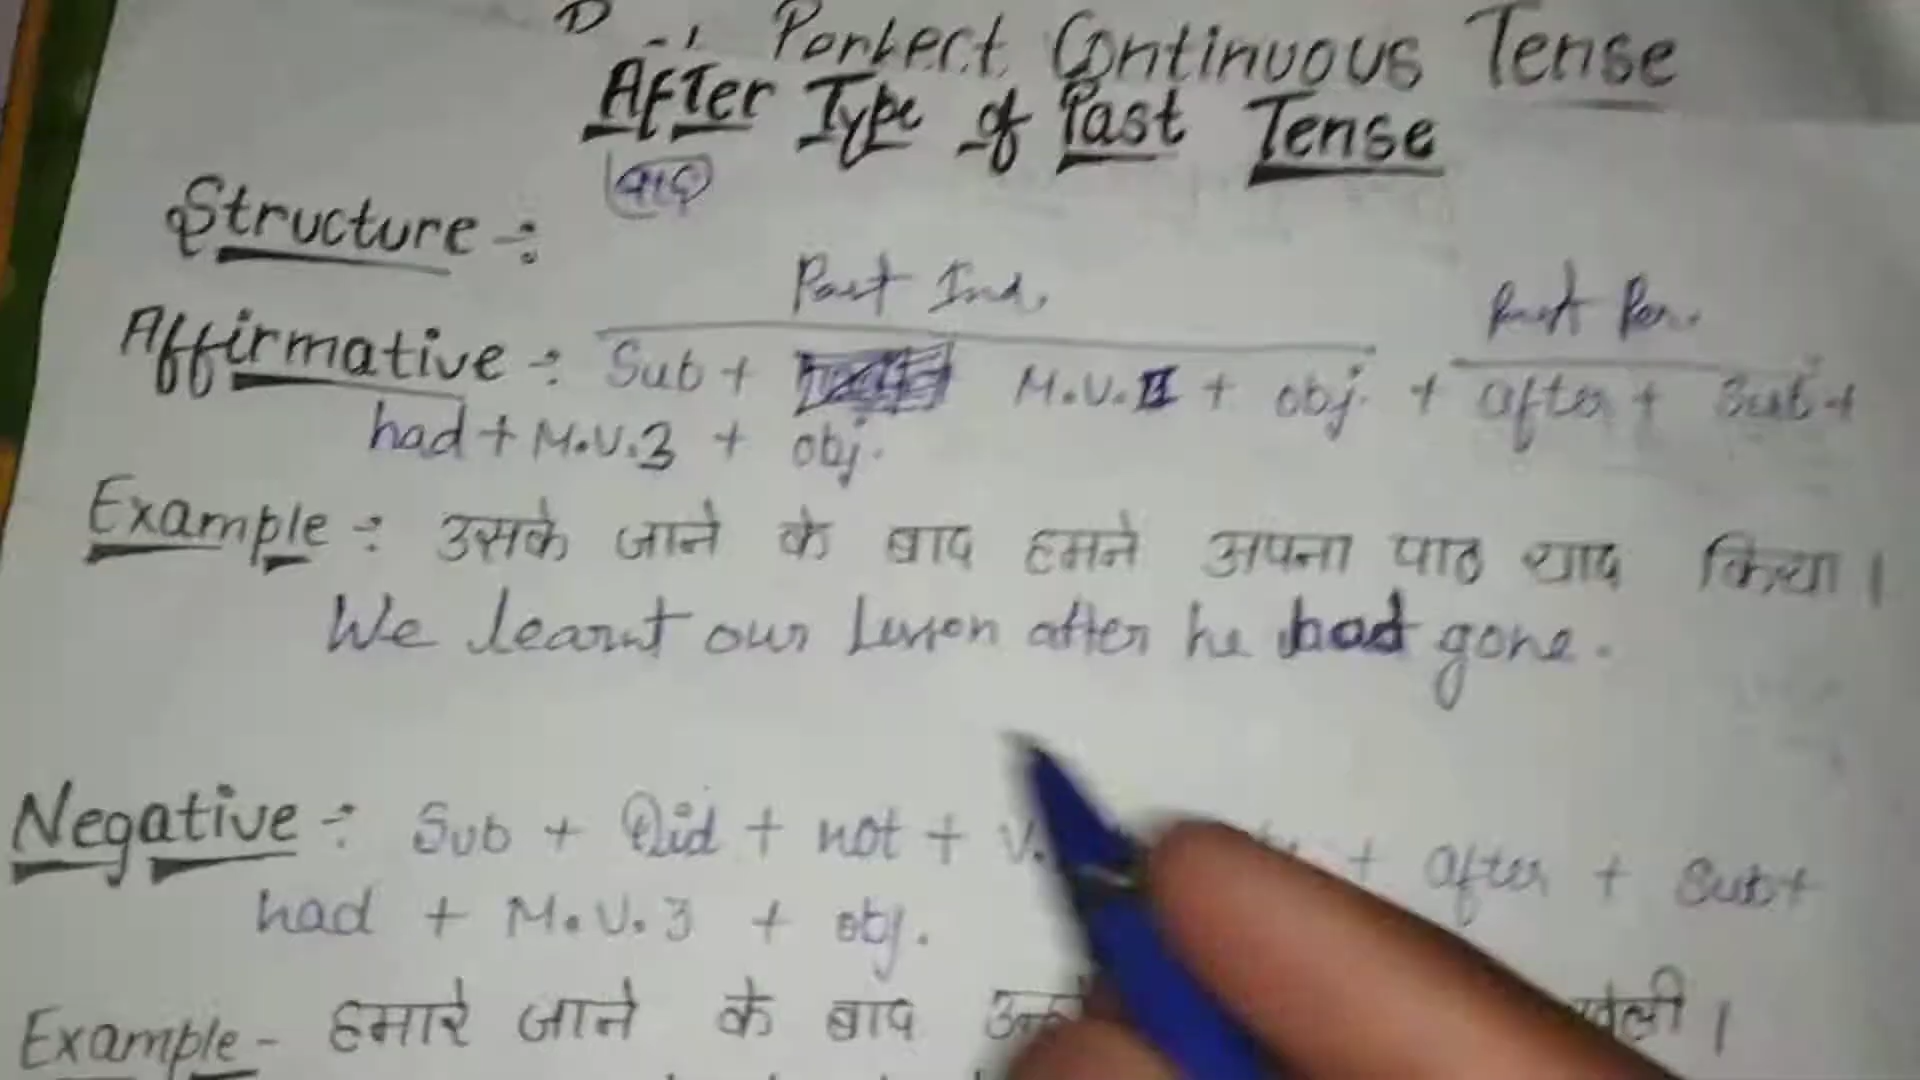 Perfect Continuous Tense
After Type of Past Tense
बाद
Structure -:
Past Ind. Past Per.
Affirmative -: Sub + M.V.II + obj. + after + Sub +
had + M.V.3 + obj.
Example -: उसके जाने के बाद हमने अपना पाठ याद किया।
We learnt our lesson after he had gone.
Negative -: Sub + Did + not + V. + after + Sub +
had + M.V.3 + obj.
Example - हमारे जाने के बाद